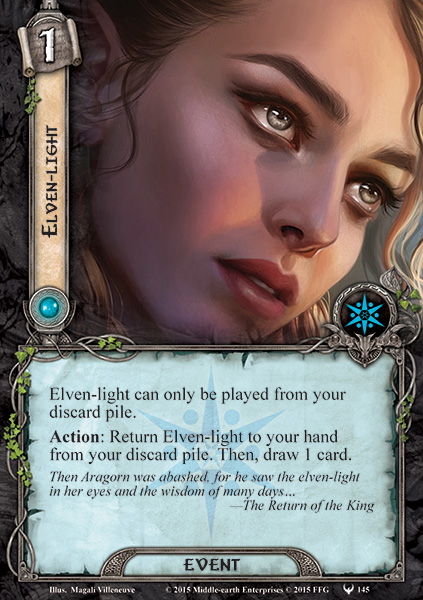 1
ELVEN-LIGHT
Elven-light can only be played from your
discard pile.
Action: Return Elven-light to your hand
from your discard pile. Then, draw 1 card.
Then Aragorn was abashed, for he saw the elven-light
in her eyes and the wisdom of many days…
—The Return of the King
EVENT
Illus. Magali Villeneuve © 2015 Middle-earth Enterprises © 2015 FFG 145